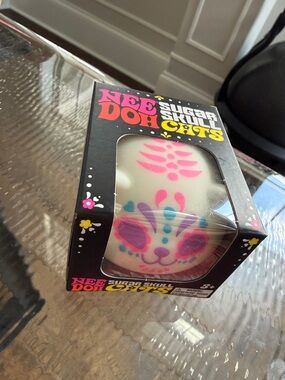 NEE SUGAR
DOH SKULL
CATS
NEE SUGAR SKULL
DOH CATS